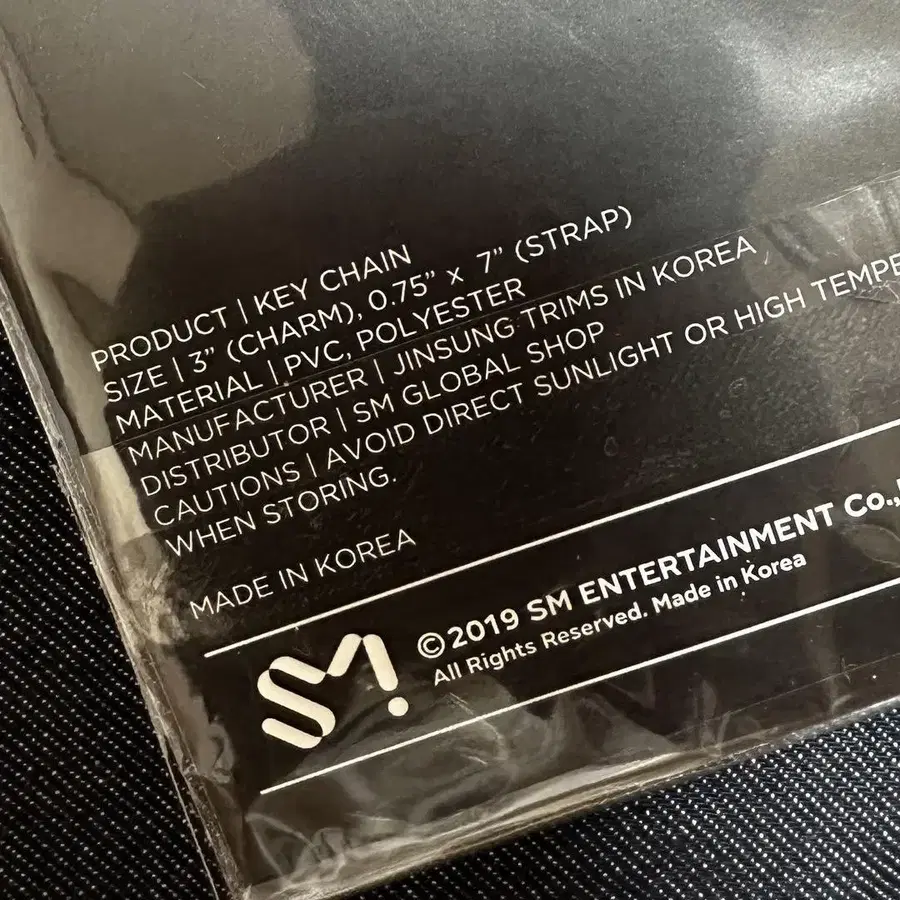 PRODUCT | KEY CHAIN
SIZE | 3” (CHARM), 0.75” x 7” (STRAP)
MATERIAL | PVC, POLYESTER
MANUFACTURER | JINSUNG TRIMS IN KOREA
DISTRIBUTOR | SM GLOBAL SHOP
CAUTIONS | AVOID DIRECT SUNLIGHT OR HIGH TEMPE
WHEN STORING.
MADE IN KOREA
SM
©2019 SM ENTERTAINMENT Co.,
All Rights Reserved. Made in Korea